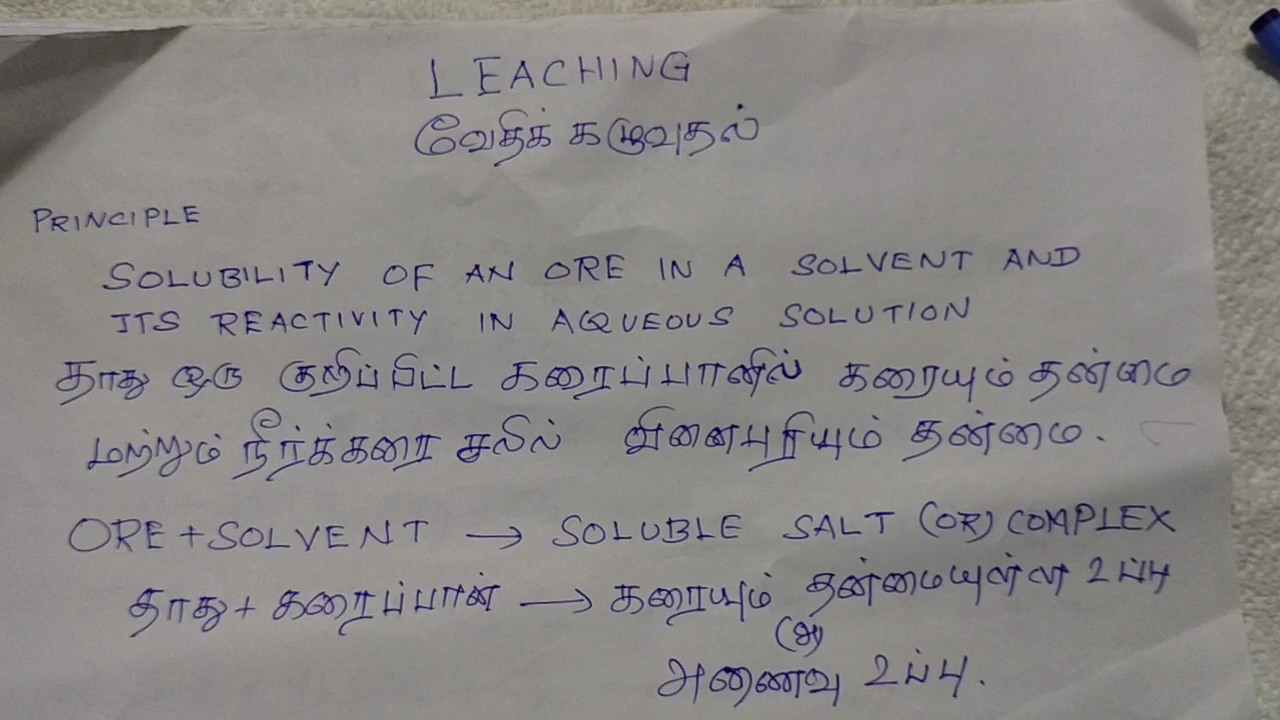 LEACHING
வேதிக் கழுவுதல்
PRINCIPLE
SOLUBILITY OF AN ORE IN A SOLVENT AND
ITS REACTIVITY IN AQUEOUS SOLUTION
தாது ஒரு குறிப்பிட்ட கரைப்பானில் கரையும் தன்மை
மற்றும் நீர்க்கரைசலில் வினைபுரியும் தன்மை.
ORE + SOLVENT → SOLUBLE SALT (OR) COMPLEX
தாது + கரைப்பான் → கரையும் தன்மையுள்ள உப்பு
(அ)
அணைவு உப்பு.